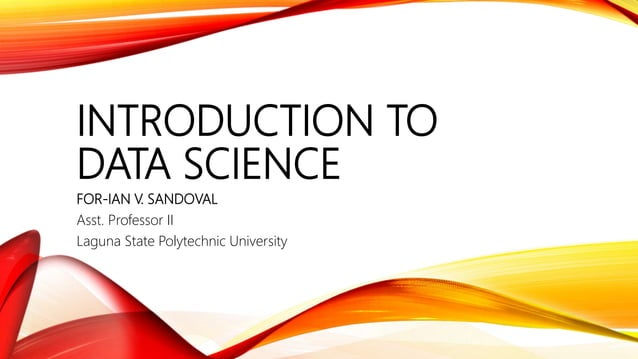 INTRODUCTION TO
DATA SCIENCE
FOR-IAN V. SANDOVAL
Asst. Professor II
Laguna State Polytechnic University